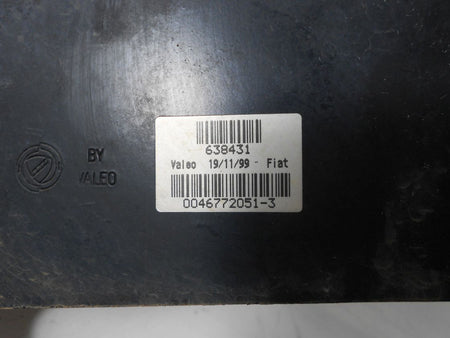 BY
VALEO
638431
Valeo 19/11/99 - Fiat
0046772051-3